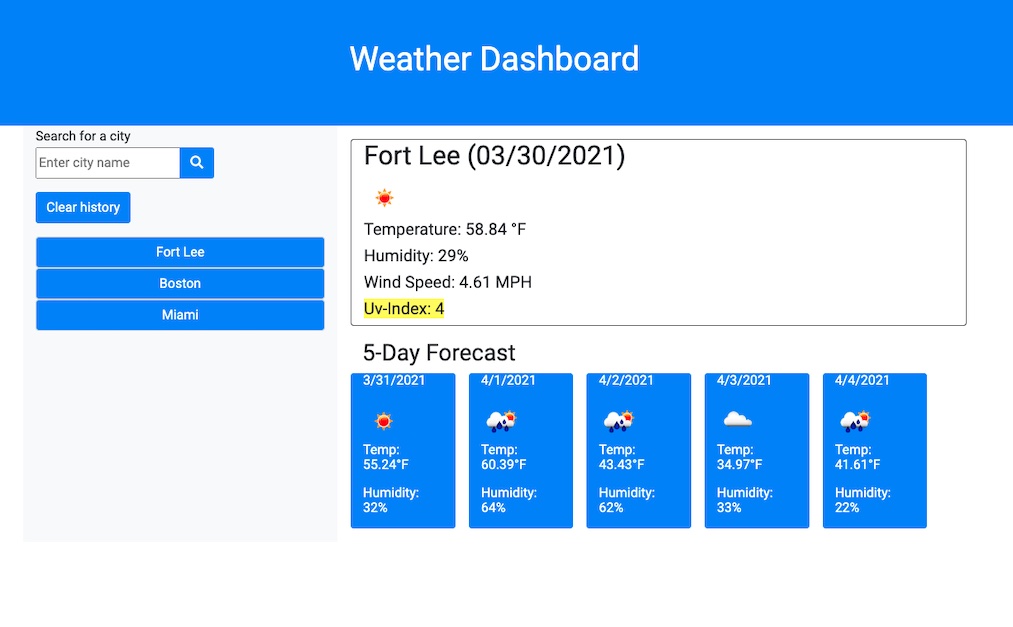 Weather Dashboard
Search for a city
Enter city name
Clear history
Fort Lee
Boston
Miami
Fort Lee (03/30/2021)
Temperature: 58.84 °F
Humidity: 29%
Wind Speed: 4.61 MPH
Uv-Index: 4
5-Day Forecast
3/31/2021
Temp:
55.24°F
Humidity:
32%
4/1/2021
Temp:
60.39°F
Humidity:
64%
4/2/2021
Temp:
43.43°F
Humidity:
62%
4/3/2021
Temp:
34.97°F
Humidity:
33%
4/4/2021
Temp:
41.61°F
Humidity:
22%